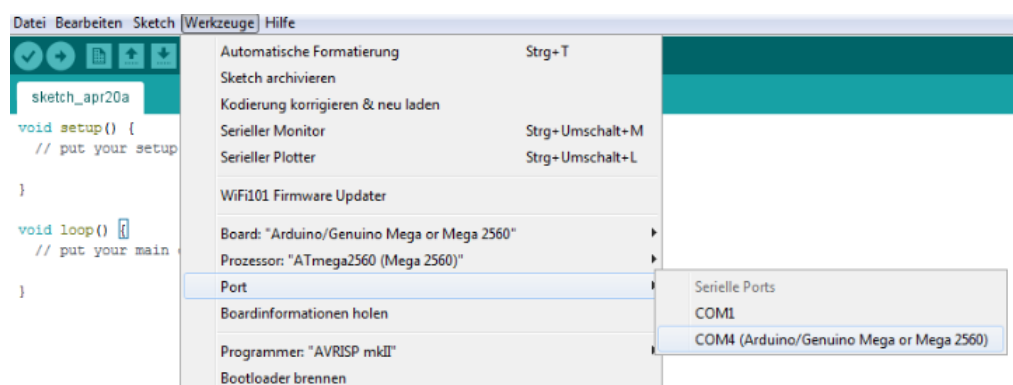 Datei Bearbeiten Sketch Werkzeuge Hilfe
sketch_apr20a
void setup() {
// put your setup
}
void loop() {
// put your main
}
Automatische Formatierung Strg+T
Sketch archivieren
Kodierung korrigieren & neu laden
Serieller Monitor Strg+Umschalt+M
Serieller Plotter Strg+Umschalt+L
WiFi101 Firmware Updater
Board: "Arduino/Genuino Mega or Mega 2560"
Prozessor: "ATmega2560 (Mega 2560)"
Port
Boardinformationen holen
Programmer: "AVRISP mkII"
Bootloader brennen
Serielle Ports
COM1
COM4 (Arduino/Genuino Mega or Mega 2560)